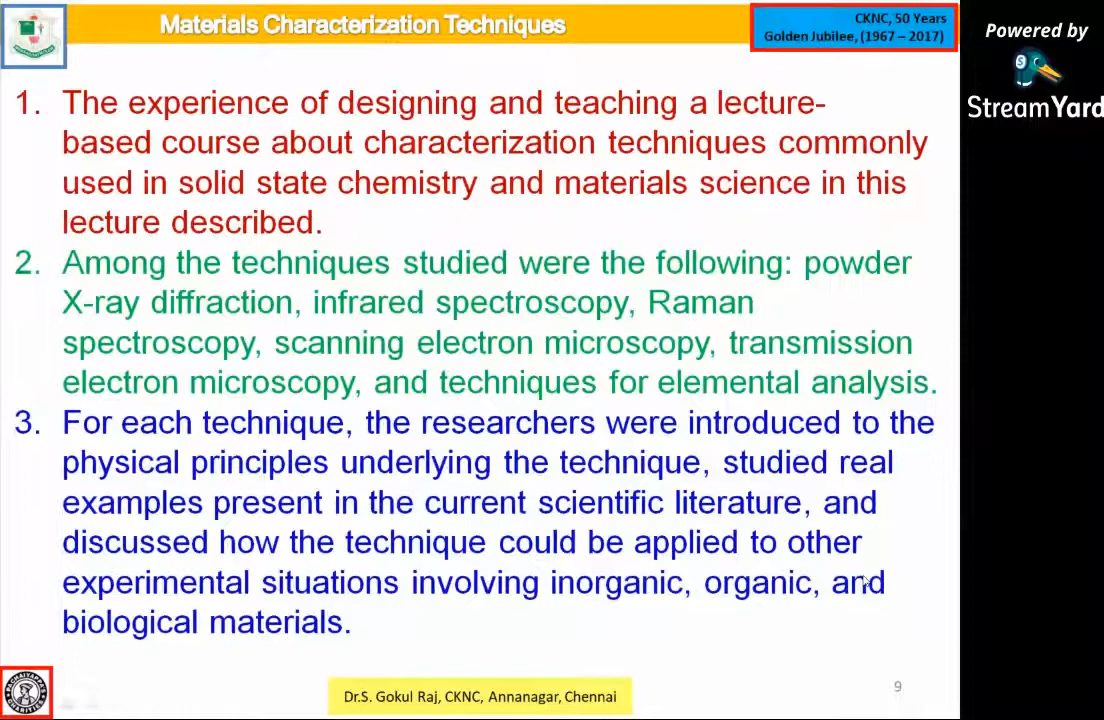 Materials Characterization Techniques
CKNC, 50 Years
Golden Jubilee, (1967 – 2017)
Powered by
StreamYard
1. The experience of designing and teaching a lecture-
based course about characterization techniques commonly
used in solid state chemistry and materials science in this
lecture described.
2. Among the techniques studied were the following: powder
X-ray diffraction, infrared spectroscopy, Raman
spectroscopy, scanning electron microscopy, transmission
electron microscopy, and techniques for elemental analysis.
3. For each technique, the researchers were introduced to the
physical principles underlying the technique, studied real
examples present in the current scientific literature, and
discussed how the technique could be applied to other
experimental situations involving inorganic, organic, and
biological materials.
Dr.S. Gokul Raj, CKNC, Annanagar, Chennai
9